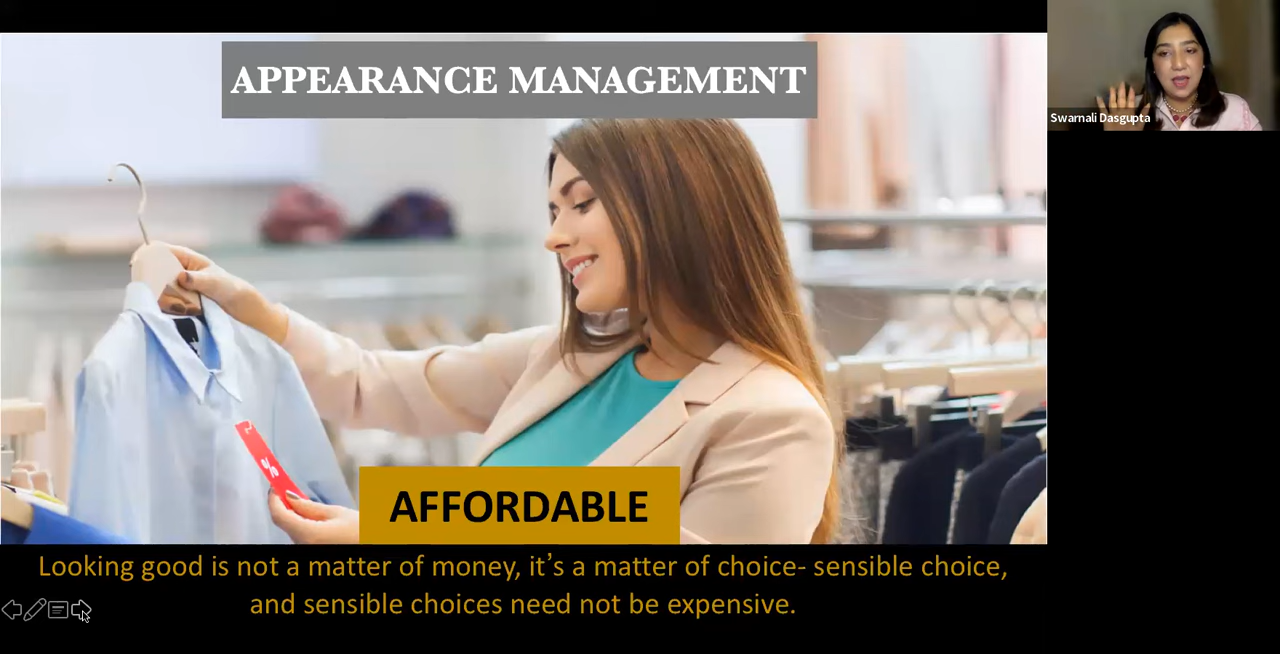 APPEARANCE MANAGEMENT
Swarnali Dasgupta
%
AFFORDABLE
Looking good is not a matter of money, it’s a matter of choice- sensible choice,
and sensible choices need not be expensive.